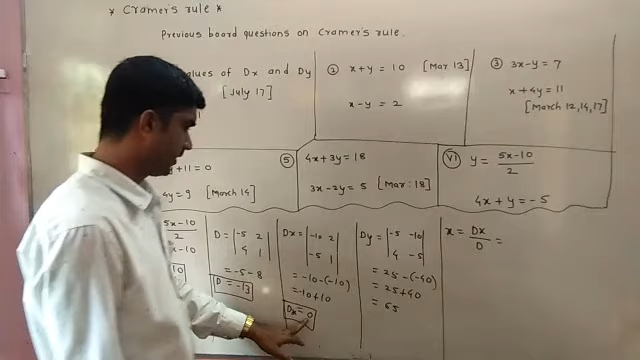 * Cramer's rule *
Previous board questions on Cramer's rule.
values of Dx and Dy
[July 17]
② x+y = 10 [Mar 13]
x-y = 2
③ 3x-y = 7
x+4y = 11
[March 12,14,17]
y+11=0
4y=9 [March 14]
⑤ 4x+3y=18
3x-2y=5 [Mar:18]
VI y = 5x-10
2
4x+y=-5
5x-10
2
x-10
10
D = |-5 2
4 1|
= -5-8
D = -13
Dx = |-10 2
-5 1|
= -10-(-10)
= -10+10
Dx = 0
Dy = |-5 -10
4 -5|
= 25-(-40)
= 25+40
= 65
x = Dx =
D